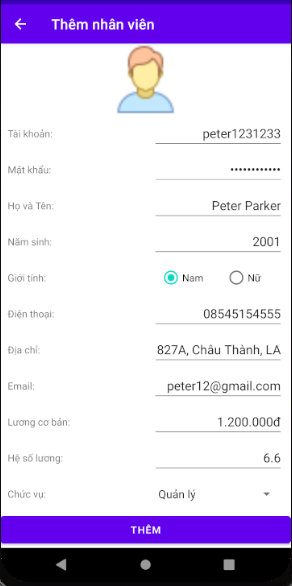 Thêm nhân viên
Tài khoản: peter1231233
Mật khẩu: ••••••••••••
Họ và Tên: Peter Parker
Năm sinh: 2001
Giới tính: Nam Nữ
Điện thoại: 08545154555
Địa chỉ: 827A, Châu Thành, LA
Email: peter12@gmail.com
Lương cơ bản: 1.200.000đ
Hệ số lương: 6.6
Chức vụ: Quản lý
THÊM